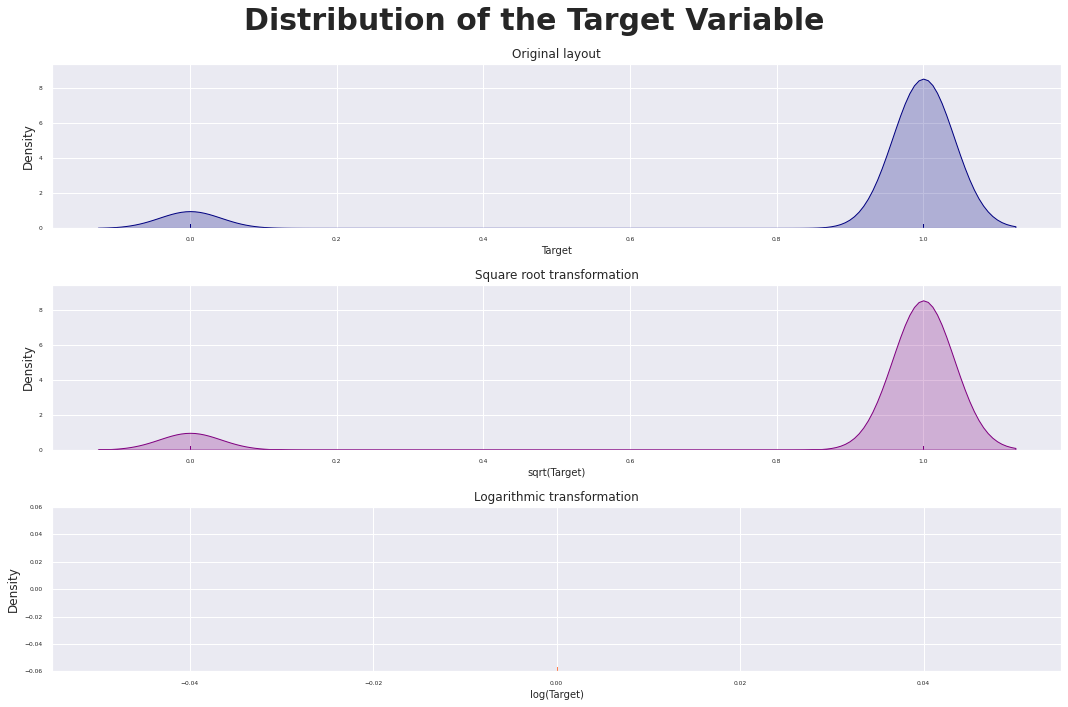 Distribution of the Target Variable
Original layout
Density
8
6
4
2
0
0.0 0.2 0.4 0.6 0.8 1.0
Target
Square root transformation
Density
8
6
4
2
0
0.0 0.2 0.4 0.6 0.8 1.0
sqrt(Target)
Logarithmic transformation
Density
0.06
0.04
0.02
0.00
−0.02
−0.04
−0.06
−0.04 −0.02 0.00 0.02 0.04
log(Target)